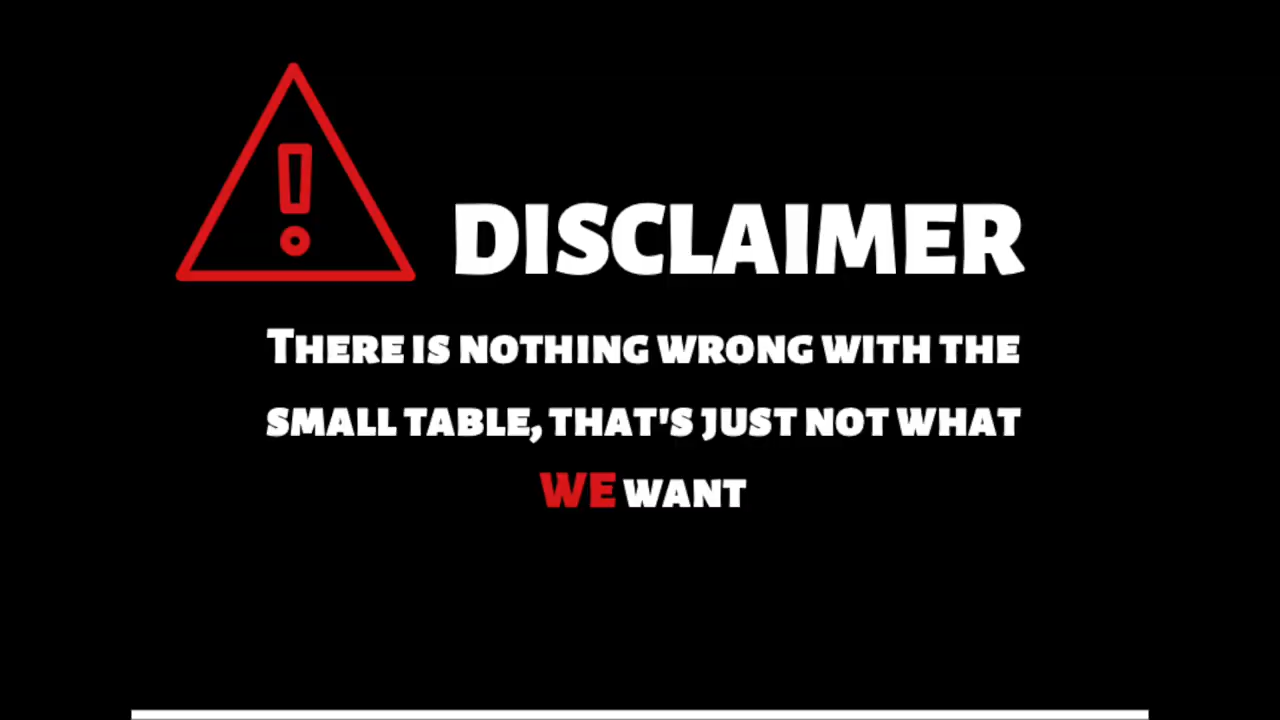 DISCLAIMER
There is nothing wrong with the
small table, that's just not what
WE want